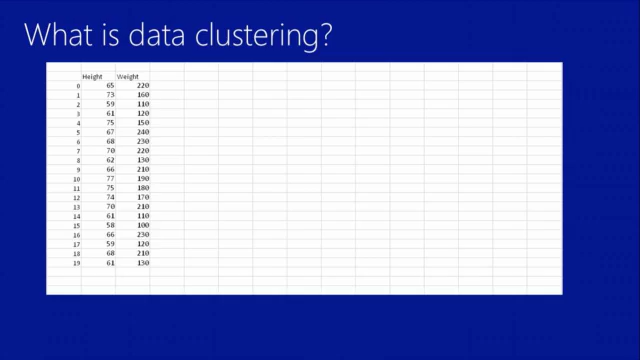 What is data clustering?
Height Weight
0 65 220
1 73 160
2 59 110
3 61 120
4 75 150
5 67 240
6 68 230
7 70 220
8 62 130
9 66 210
10 77 190
11 75 180
12 74 170
13 70 210
14 61 110
15 58 100
16 66 230
17 59 120
18 68 210
19 61 130